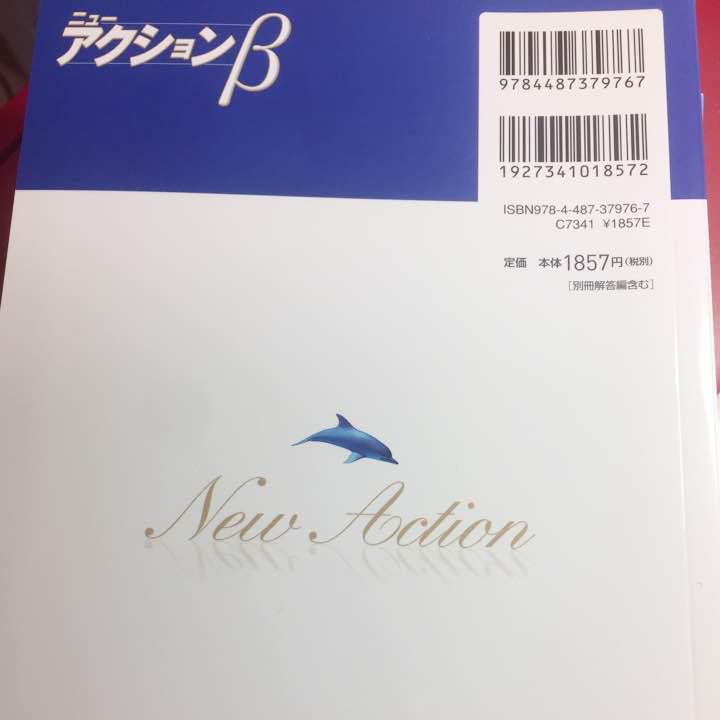 ニュー
アクションβ
9784487379767
1927341018572
ISBN978-4-487-37976-7
C7341 ¥1857E
定価 本体1857円(税別)
[別冊解答編含む]
New Action